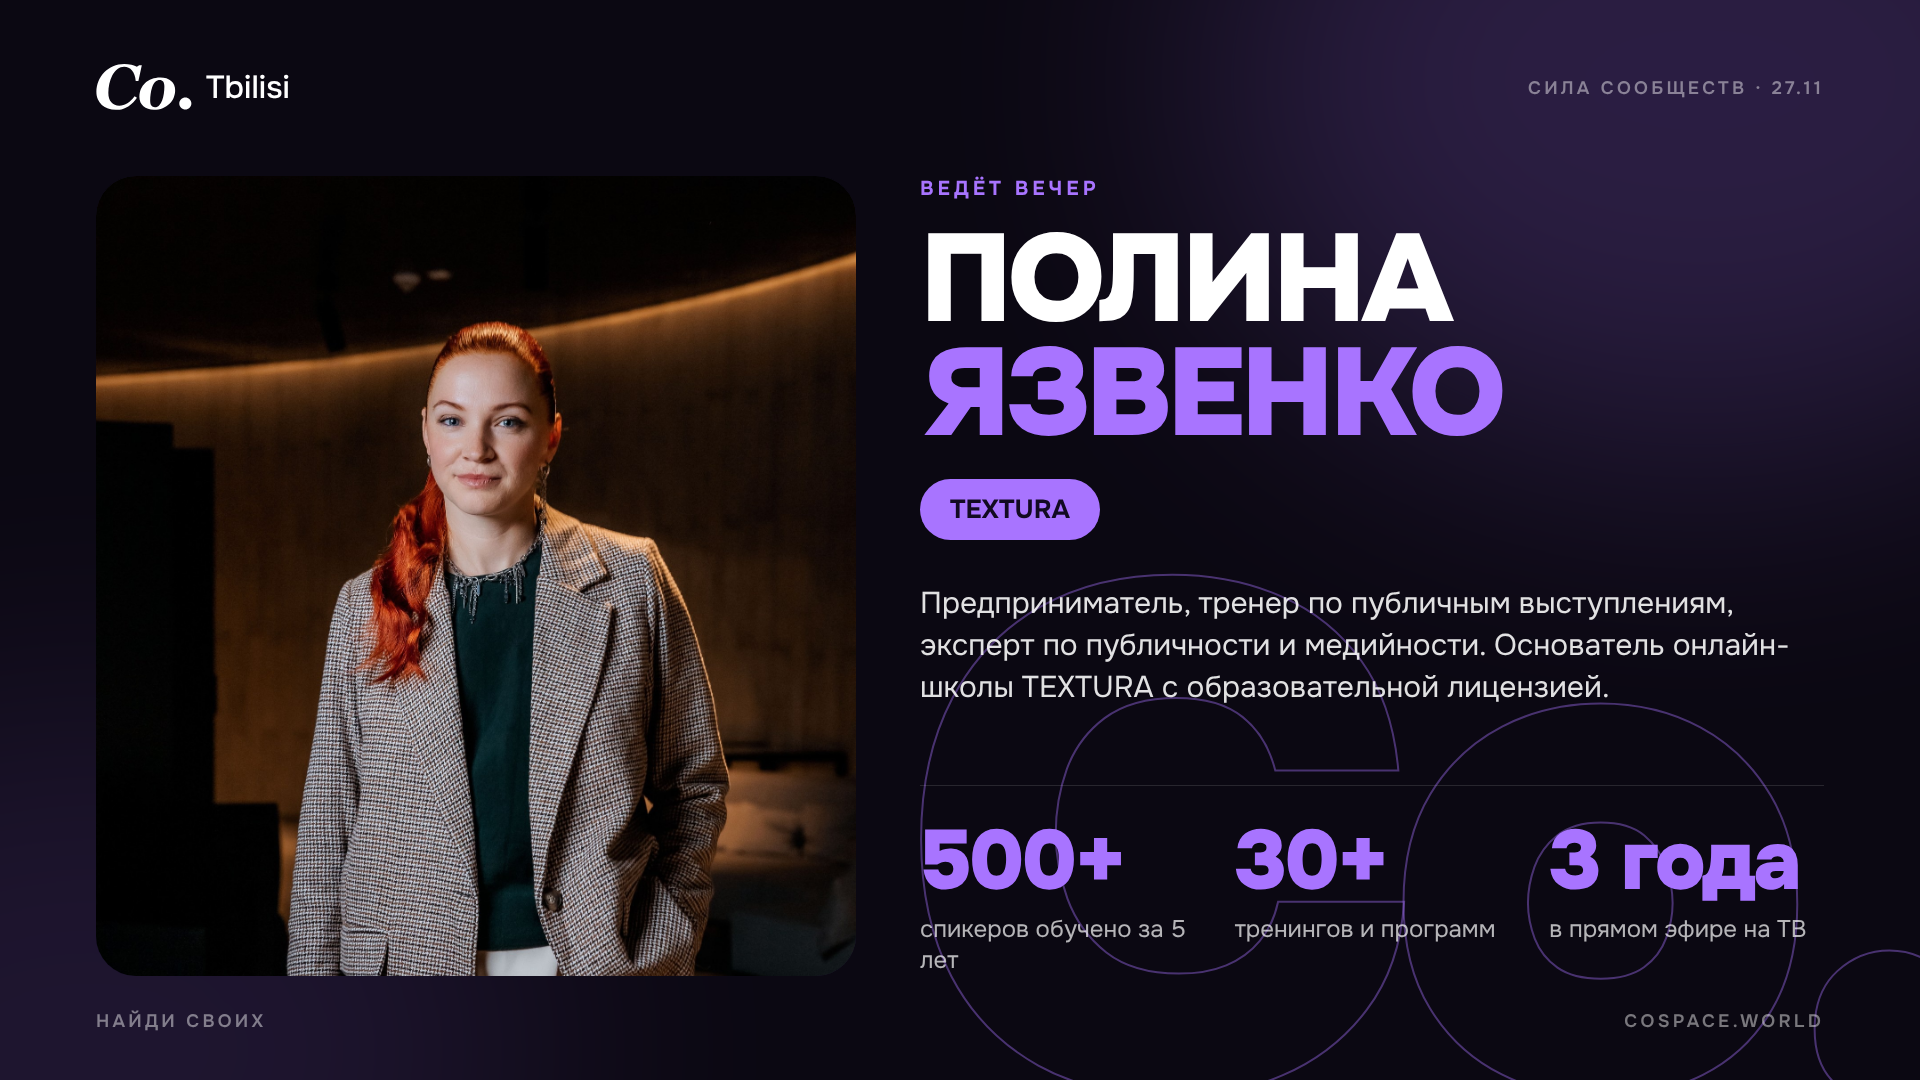 Co. Tbilisi
СИЛА СООБЩЕСТВ · 27.11
ВЕДЁТ ВЕЧЕР
ПОЛИНА
ЯЗВЕНКО
TEXTURA
Предприниматель, тренер по публичным выступлениям,
эксперт по публичности и медийности. Основатель онлайн-
школы TEXTURA с образовательной лицензией.
500+
спикеров обучено за 5
лет
30+
тренингов и программ
3 года
в прямом эфире на ТВ
Co.
НАЙДИ СВОИХ
COSPACE.WORLD